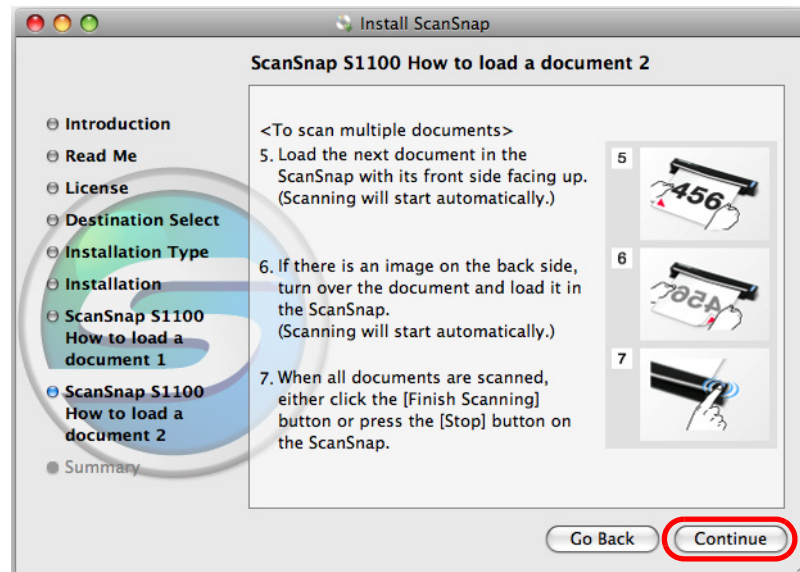 Install ScanSnap
ScanSnap S1100 How to load a document 2
Introduction
Read Me
License
Destination Select
Installation Type
Installation
ScanSnap S1100
How to load a
document 1
ScanSnap S1100
How to load a
document 2
Summary
<To scan multiple documents>
5. Load the next document in the
ScanSnap with its front side facing up.
(Scanning will start automatically.)
6. If there is an image on the back side,
turn over the document and load it in
the ScanSnap.
(Scanning will start automatically.)
7. When all documents are scanned,
either click the [Finish Scanning]
button or press the [Stop] button on
the ScanSnap.
5
456
6
456
7
Go Back
Continue